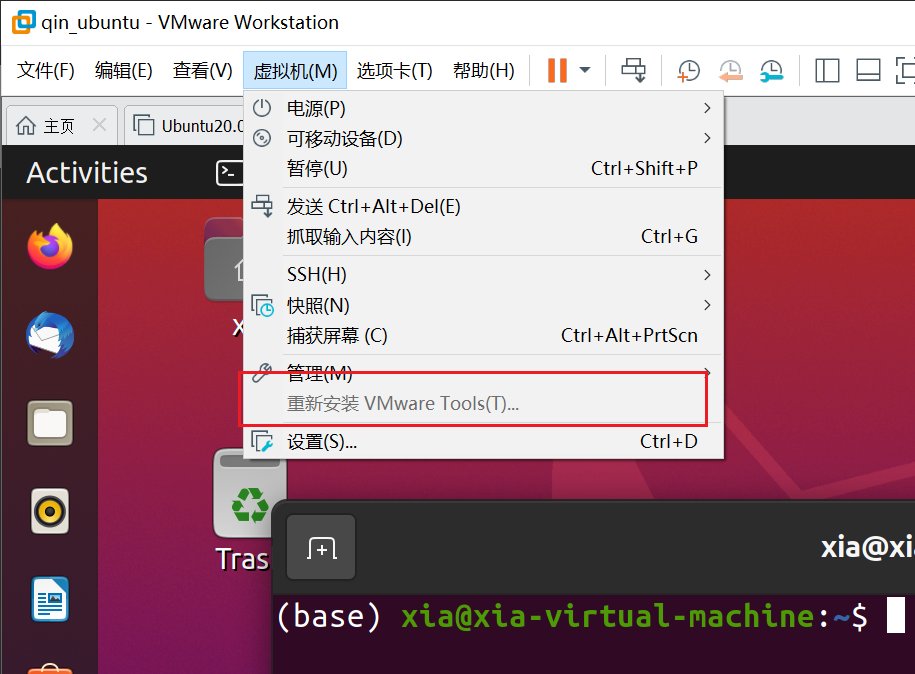 qin_ubuntu - VMware Workstation
文件(F) 编辑(E) 查看(V) 虚拟机(M) 选项卡(T) 帮助(H)
主页 Ubuntu20.0
Activities
电源(P)
可移动设备(D)
暂停(U) Ctrl+Shift+P
发送 Ctrl+Alt+Del(E)
抓取输入内容(I) Ctrl+G
SSH(H)
快照(N)
捕获屏幕 (C) Ctrl+Alt+PrtScn
管理(M)
重新安装 VMware Tools(T)...
设置(S)... Ctrl+D
x
Tras
xia@xi
(base) xia@xia-virtual-machine:~$